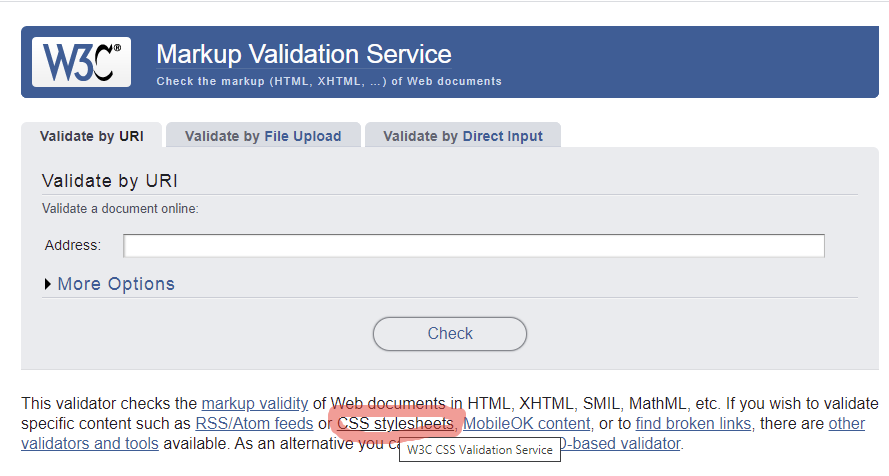 W3C®
Markup Validation Service
Check the markup (HTML, XHTML, …) of Web documents
Validate by URI
Validate by File Upload
Validate by Direct Input
Validate by URI
Validate a document online:
Address:
More Options
Check
This validator checks the markup validity of Web documents in HTML, XHTML, SMIL, MathML, etc. If you wish to validate
specific content such as RSS/Atom feeds or CSS stylesheets, MobileOK content, or to find broken links, there are other
validators and tools available. As an alternative you -based validator.
W3C CSS Validation Service